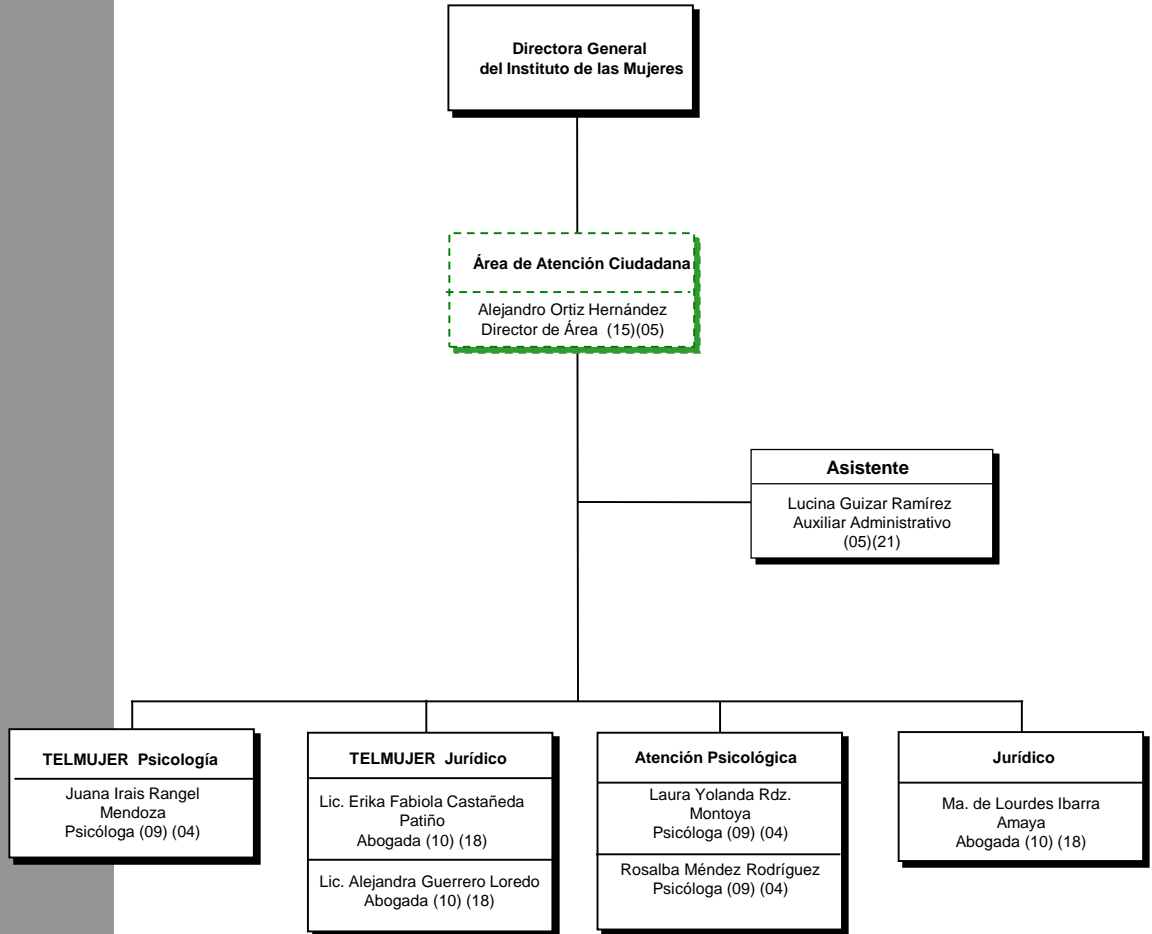 Directora General
del Instituto de las Mujeres
Área de Atención Ciudadana
Alejandro Ortiz Hernández
Director de Área (15)(05)
Asistente
Lucina Guizar Ramírez
Auxiliar Administrativo
(05)(21)
TELMUJER Psicología
Juana Irais Rangel
Mendoza
Psicóloga (09) (04)
TELMUJER Jurídico
Lic. Erika Fabiola Castañeda
Patiño
Abogada (10) (18)
Lic. Alejandra Guerrero Loredo
Abogada (10) (18)
Atención Psicológica
Laura Yolanda Rdz.
Montoya
Psicóloga (09) (04)
Rosalba Méndez Rodríguez
Psicóloga (09) (04)
Jurídico
Ma. de Lourdes Ibarra
Amaya
Abogada (10) (18)